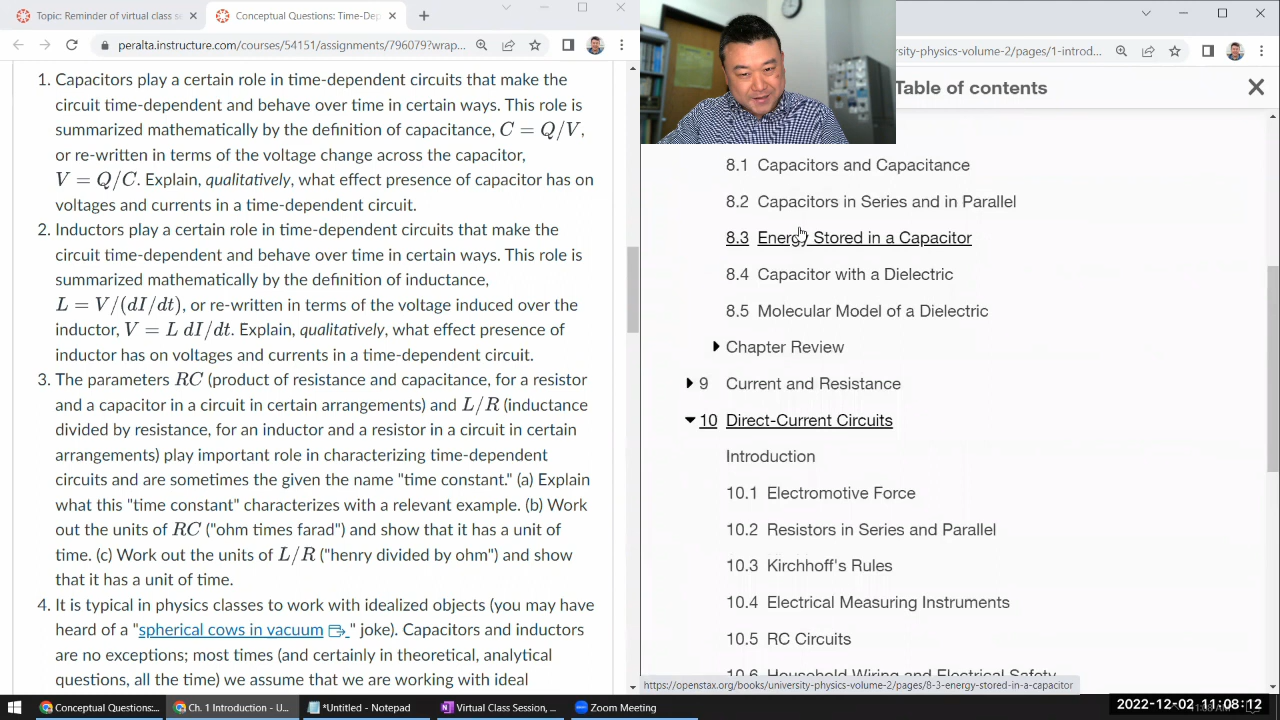 Topic: Reminder of virtual class se
Conceptual Questions: Time-Dep
peralta.instructure.com/courses/54151/assignments/796079?wrap...
1. Capacitors play a certain role in time-dependent circuits that make the
circuit time-dependent and behave over time in certain ways. This role is
summarized mathematically by the definition of capacitance, C = Q/V,
or re-written in terms of the voltage change across the capacitor,
V = Q/C. Explain, qualitatively, what effect presence of capacitor has on
voltages and currents in a time-dependent circuit.
2. Inductors play a certain role in time-dependent circuits that make the
circuit time-dependent and behave over time in certain ways. This role is
summarized mathematically by the definition of inductance,
L = V/(dI/dt), or re-written in terms of the voltage induced over the
inductor, V = L dI/dt. Explain, qualitatively, what effect presence of
inductor has on voltages and currents in a time-dependent circuit.
3. The parameters RC (product of resistance and capacitance, for a resistor
and a capacitor in a circuit in certain arrangements) and L/R (inductance
divided by resistance, for an inductor and a resistor in a circuit in certain
arrangements) play important role in characterizing time-dependent
circuits and are sometimes the given the name "time constant." (a) Explain
what this "time constant" characterizes with a relevant example. (b) Work
out the units of RC ("ohm times farad") and show that it has a unit of
time. (c) Work out the units of L/R ("henry divided by ohm") and show
that it has a unit of time.
4. It is typical in physics classes to work with idealized objects (you may have
heard of a "spherical cows in vacuum " joke). Capacitors and inductors
are no exceptions; most times (and certainly in theoretical, analytical
questions, all the time) we assume that we are working with ideal
rsity-physics-volume-2/pages/1-introd...
Table of contents
8.1 Capacitors and Capacitance
8.2 Capacitors in Series and in Parallel
8.3 Energy Stored in a Capacitor
8.4 Capacitor with a Dielectric
8.5 Molecular Model of a Dielectric
Chapter Review
9 Current and Resistance
10 Direct-Current Circuits
Introduction
10.1 Electromotive Force
10.2 Resistors in Series and Parallel
10.3 Kirchhoff's Rules
10.4 Electrical Measuring Instruments
10.5 RC Circuits
10.6 Household Wiring and Electrical Safety
https://openstax.org/books/university-physics-volume-2/pages/8-3-energy-stored-in-a-capacitor
Conceptual Questions:...
Ch. 1 Introduction - U...
*Untitled - Notepad
Virtual Class Session, ...
Zoom Meeting
2022-12-02 11:08:12